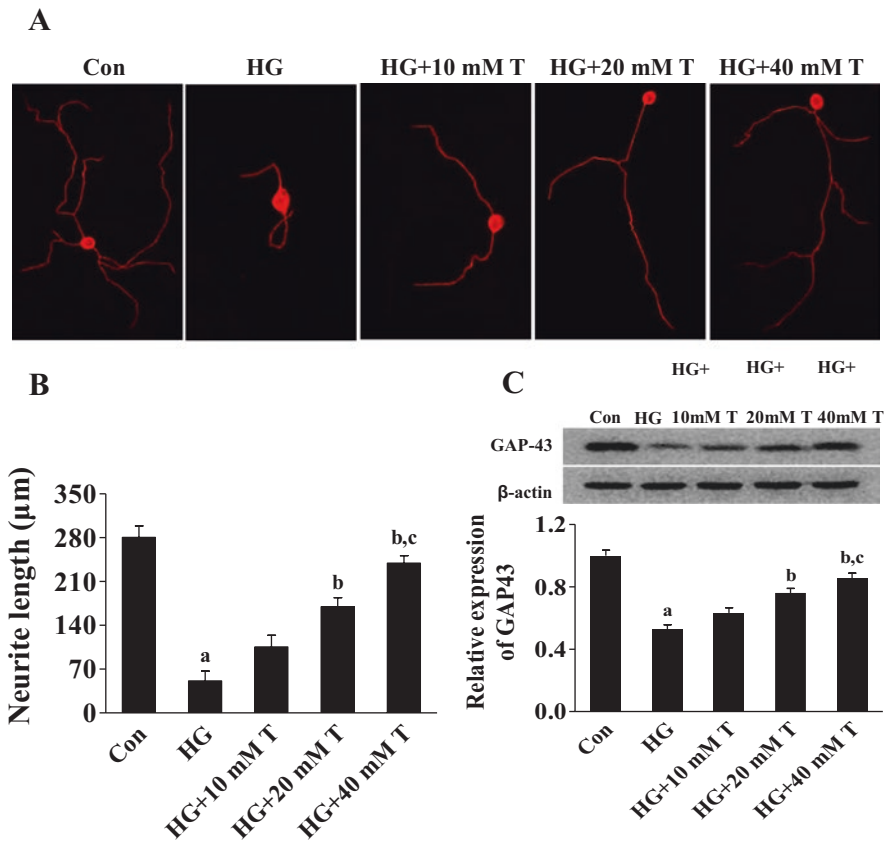 A
Con HG HG+10 mM T HG+20 mM T HG+40 mM T
B
Neurite length (µm)
350
280
210
140
70
0
a
b
b,c
Con HG HG+10 mM T HG+20 mM T HG+40 mM T
C
HG+ HG+ HG+
Con HG 10mM T 20mM T 40mM T
GAP-43
β-actin
Relative expression
of GAP43
1.2
0.8
0.4
0.0
a
b
b,c
Con HG HG+10 mM T HG+20 mM T HG+40 mM T